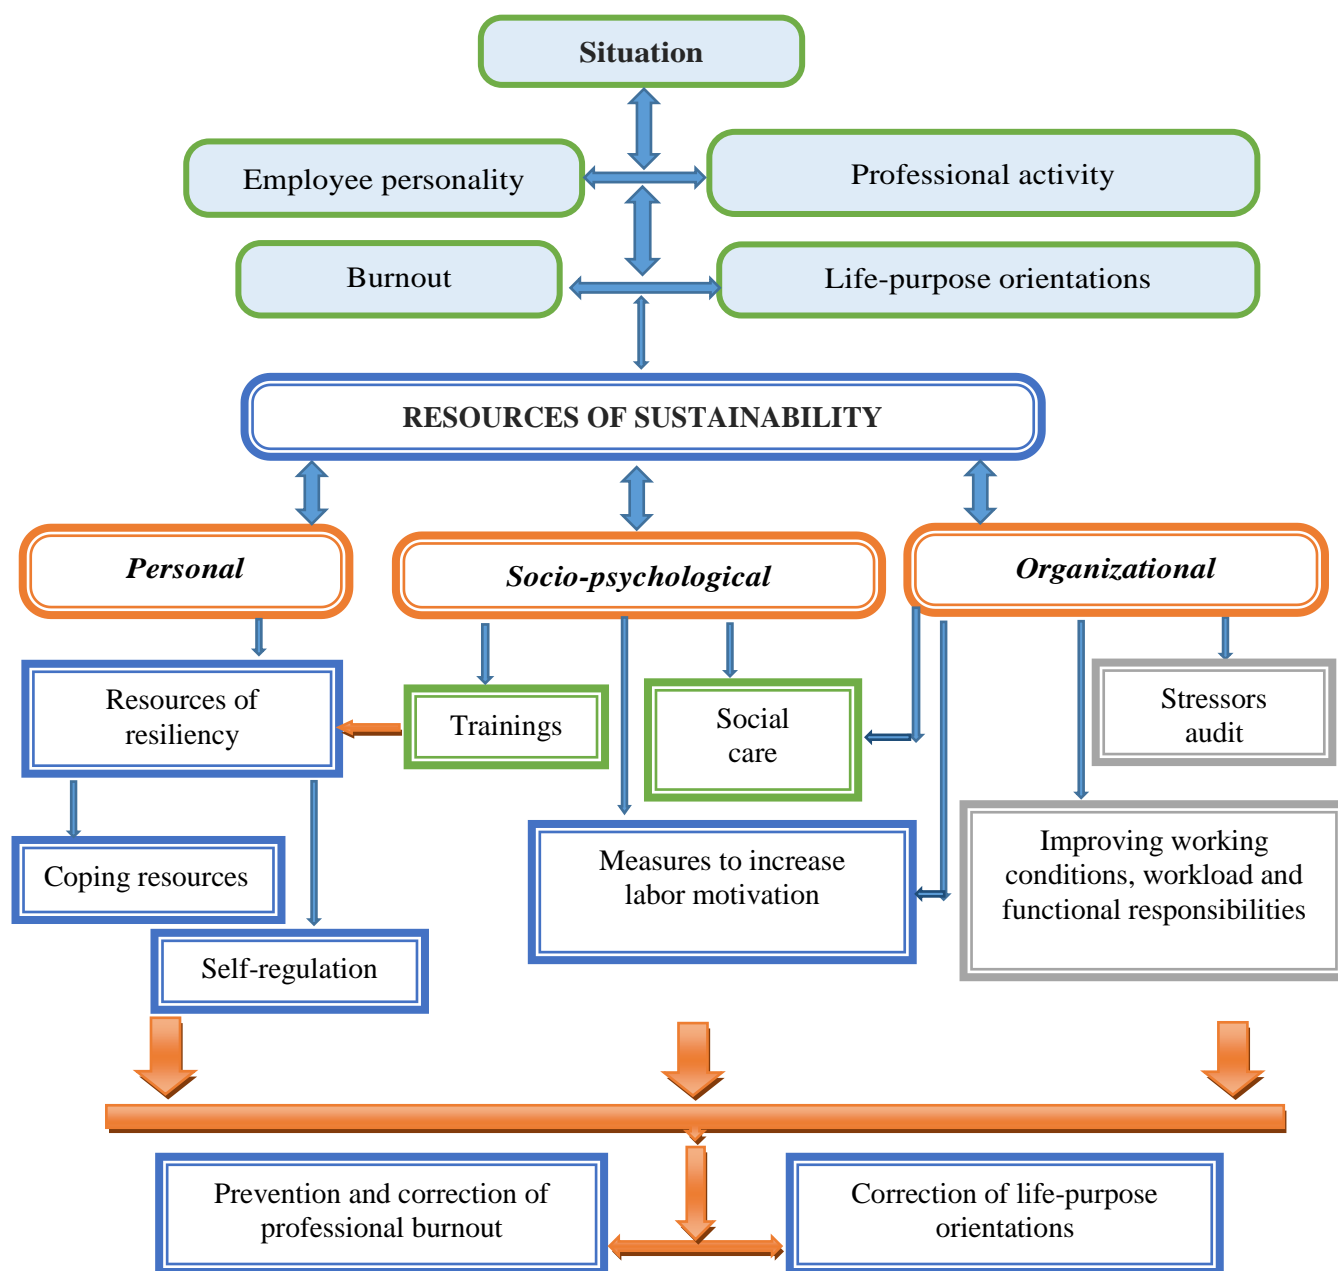 Situation
Employee personality
Professional activity
Burnout
Life-purpose orientations
RESOURCES OF SUSTAINABILITY
Personal
Socio-psychological
Organizational
Resources of
resiliency
Trainings
Social
care
Stressors
audit
Coping resources
Self-regulation
Measures to increase
labor motivation
Improving working
conditions, workload and
functional responsibilities
Prevention and correction of
professional burnout
Correction of life-purpose
orientations